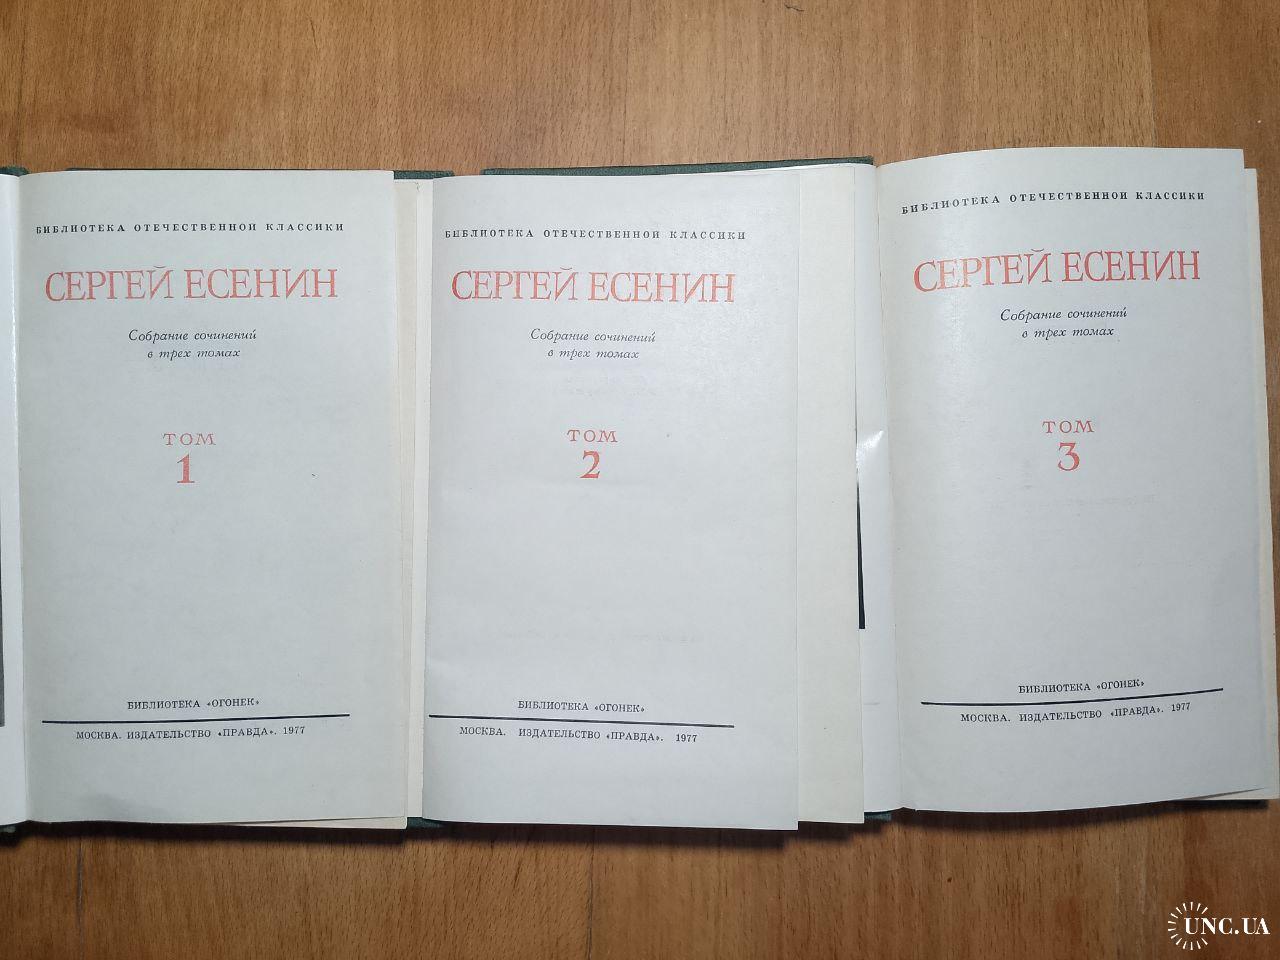 БИБЛИОТЕКА ОТЕЧЕСТВЕННОЙ КЛАССИКИ
СЕРГЕЙ ЕСЕНИН
Собрание сочинений
в трех томах
ТОМ
1
БИБЛИОТЕКА «ОГОНЕК»
МОСКВА. ИЗДАТЕЛЬСТВО «ПРАВДА». 1977
БИБЛИОТЕКА ОТЕЧЕСТВЕННОЙ КЛАССИКИ
СЕРГЕЙ ЕСЕНИН
Собрание сочинений
в трех томах
ТОМ
2
БИБЛИОТЕКА «ОГОНЕК»
МОСКВА. ИЗДАТЕЛЬСТВО «ПРАВДА». 1977
БИБЛИОТЕКА ОТЕЧЕСТВЕННОЙ КЛАССИКИ
СЕРГЕЙ ЕСЕНИН
Собрание сочинений
в трех томах
ТОМ
3
БИБЛИОТЕКА «ОГОНЕК»
МОСКВА. ИЗДАТЕЛЬСТВО «ПРАВДА». 1977
UNC.UA